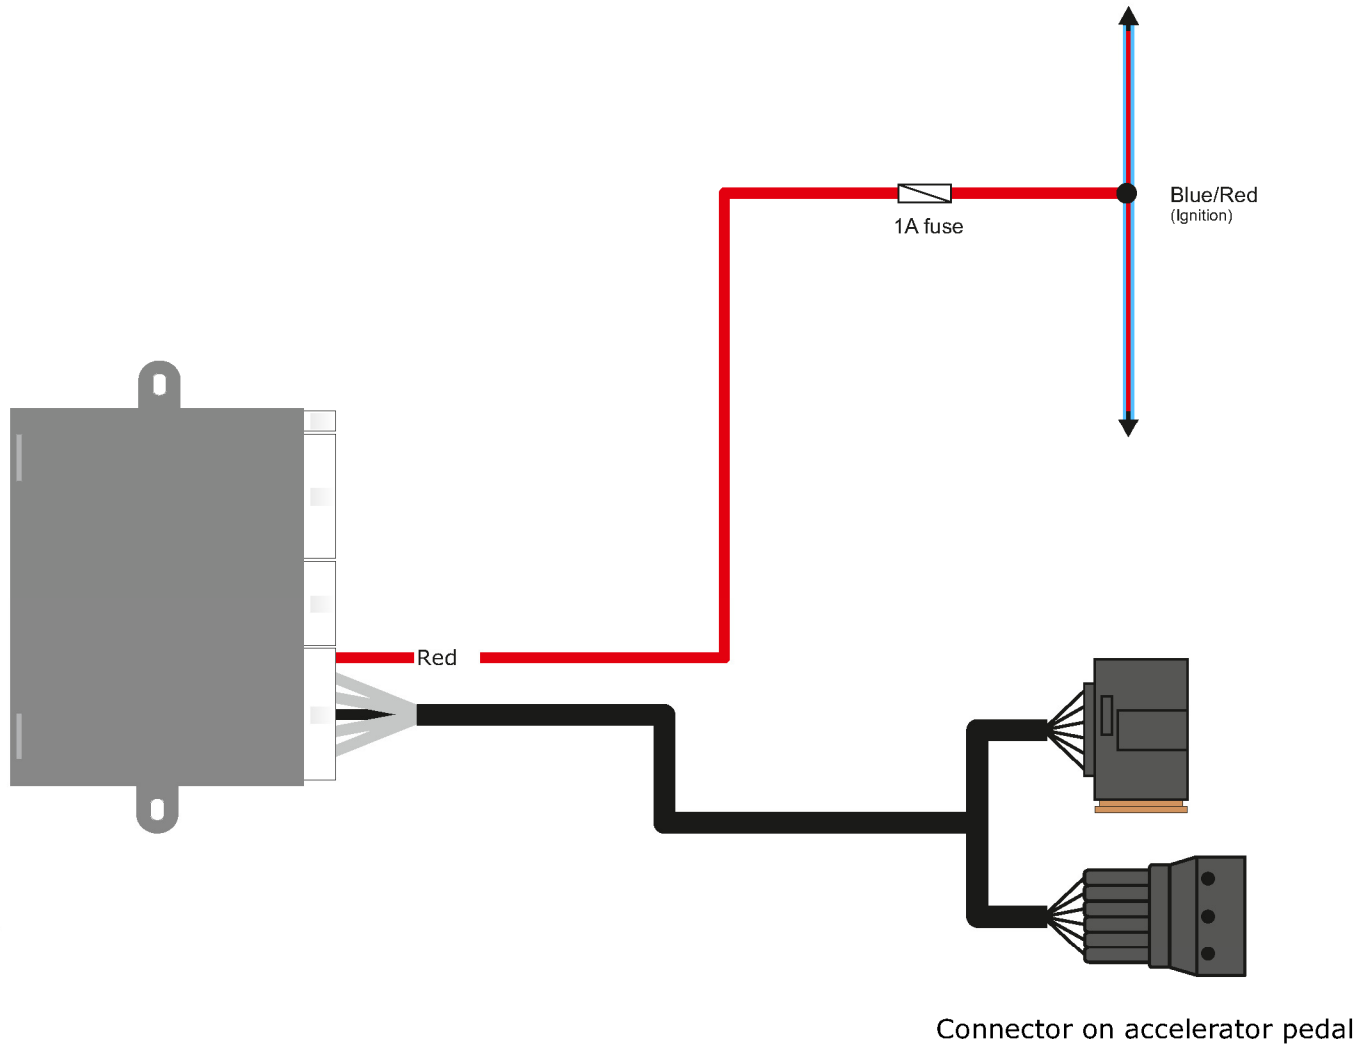 Blue/Red
(Ignition)
1A fuse
Red
Connector on accelerator pedal